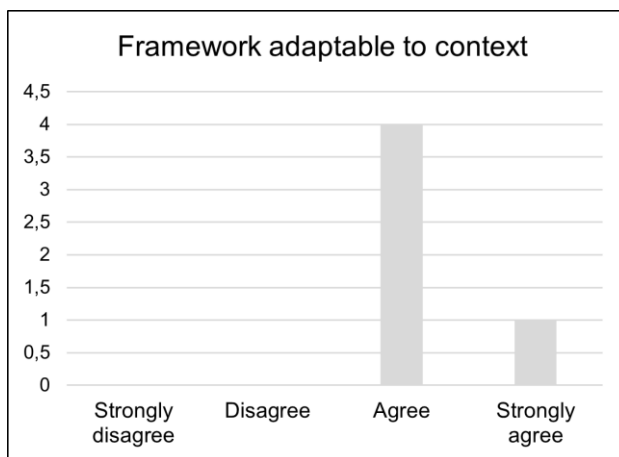 Framework adaptable to context
4,5
4
3,5
3
2,5
2
1,5
1
0,5
0
Strongly disagree
Disagree
Agree
Strongly agree